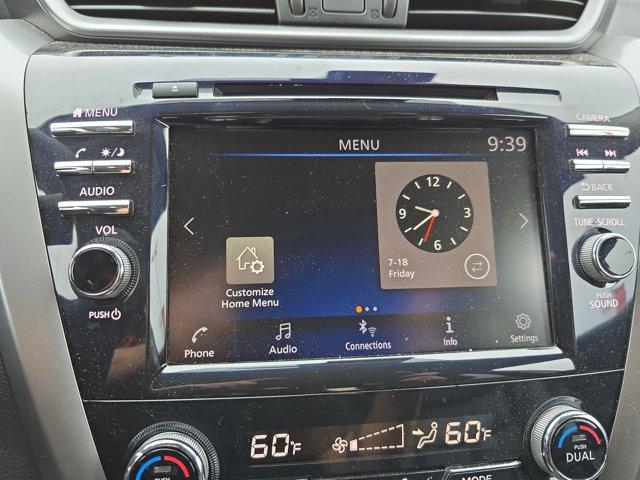 MENU
CAMERA
MENU
9:39
AUDIO
BACK
12
9
3
6
VOL
TUNE·SCROLL
7-18
Friday
Customize
Home Menu
PUSH
PUSH
SOUND
Phone
Audio
Connections
Info
Settings
60°F
60°F
PUSH
DUAL
MODE